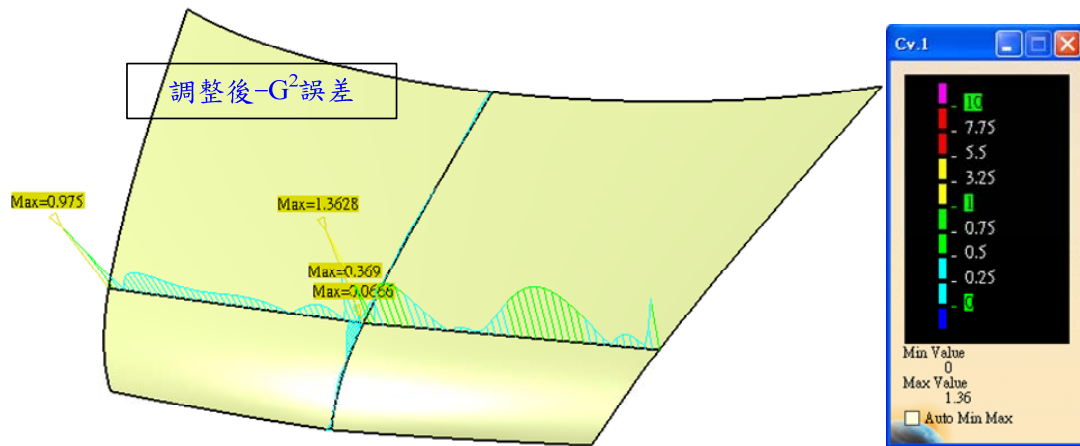 調整後–G²誤差
Max=0.975
Max=1.3628
Max=0.369
Max=0.0666
Cv.1
10
7.75
5.5
3.25
1
0.75
0.5
0.25
0
Min Value
0
Max Value
1.36
Auto Min Max